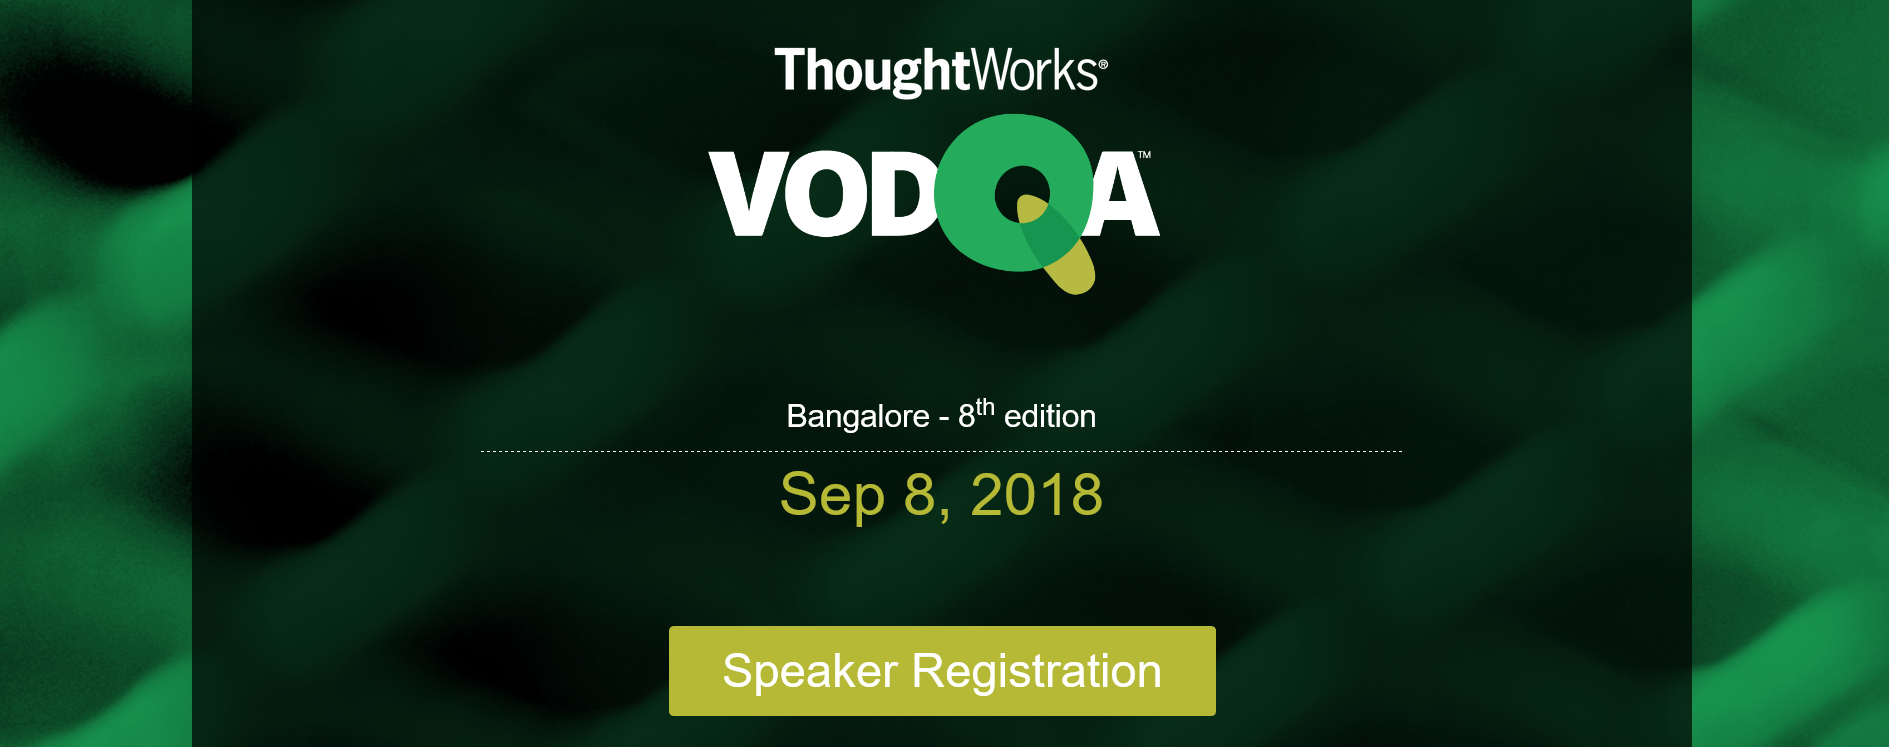 ThoughtWorks®
VODQA™
Bangalore - 8th edition
Sep 8, 2018
Speaker Registration